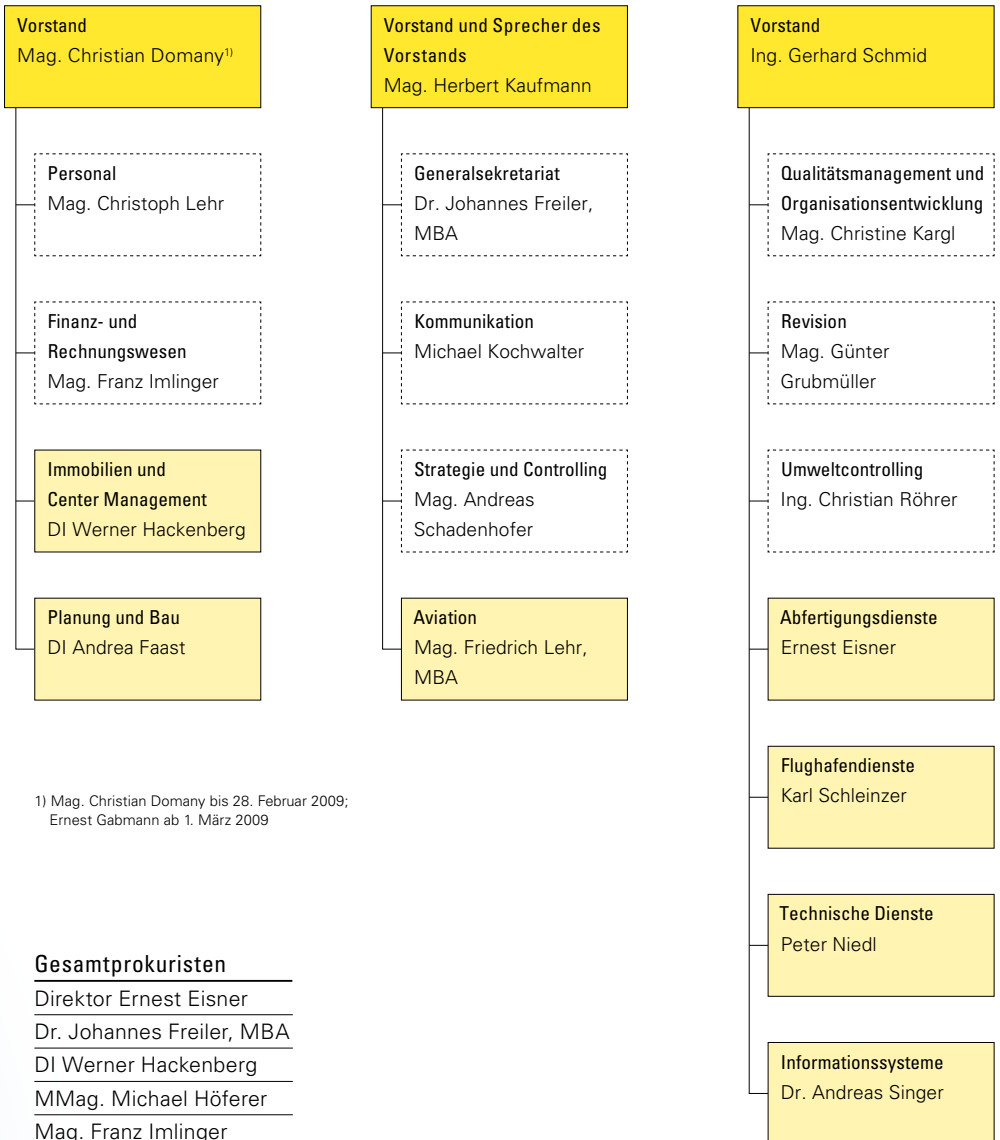 Vorstand
Mag. Christian Domany1)
Personal
Mag. Christoph Lehr
Finanz- und
Rechnungswesen
Mag. Franz Imlinger
Immobilien und
Center Management
DI Werner Hackenberg
Planung und Bau
DI Andrea Faast
Vorstand und Sprecher des
Vorstands
Mag. Herbert Kaufmann
Generalsekretariat
Dr. Johannes Freiler,
MBA
Kommunikation
Michael Kochwalter
Strategie und Controlling
Mag. Andreas
Schadenhofer
Aviation
Mag. Friedrich Lehr,
MBA
Vorstand
Ing. Gerhard Schmid
Qualitätsmanagement und
Organisationsentwicklung
Mag. Christine Kargl
Revision
Mag. Günter
Grubmüller
Umweltcontrolling
Ing. Christian Röhrer
Abfertigungsdienste
Ernest Eisner
Flughafendienste
Karl Schleinzer
Technische Dienste
Peter Niedl
Informationssysteme
Dr. Andreas Singer
1) Mag. Christian Domany bis 28. Februar 2009;
Ernest Gabmann ab 1. März 2009
Gesamtprokuristen
Direktor Ernest Eisner
Dr. Johannes Freiler, MBA
DI Werner Hackenberg
MMag. Michael Höferer
Mag. Franz Imlinger